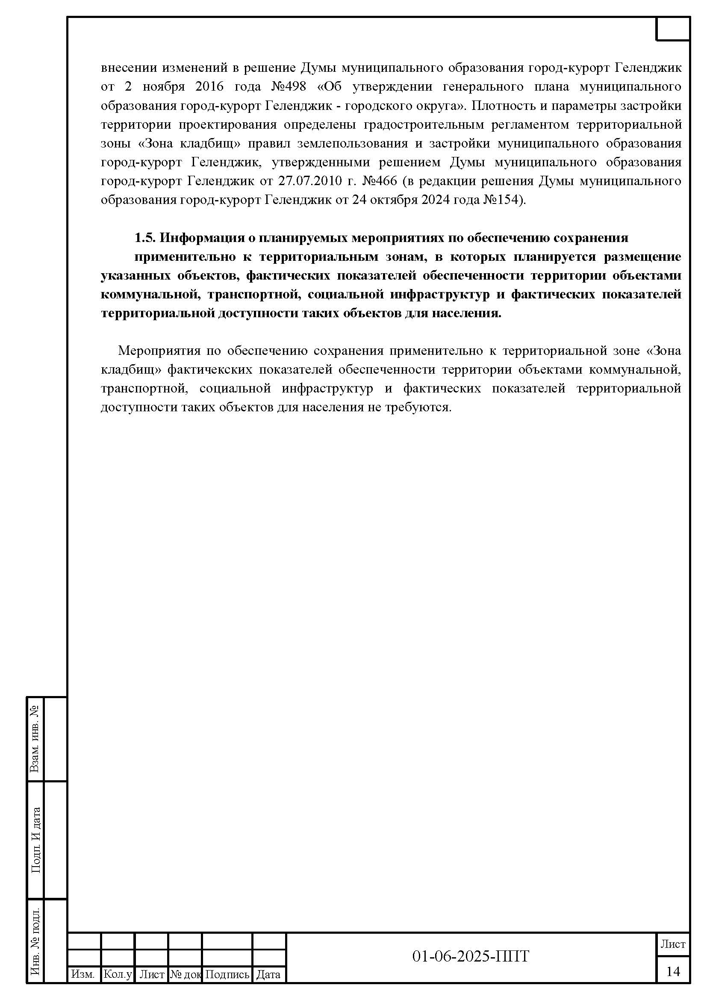 внесении изменений в решение Думы муниципального образования город-курорт Геленджик
от 2 ноября 2016 года №498 «Об утверждении генерального плана муниципального
образования город-курорт Геленджик - городского округа». Плотность и параметры застройки
территории проектирования определены градостроительным регламентом территориальной
зоны «Зона кладбищ» правил землепользования и застройки муниципального образования
город-курорт Геленджик, утвержденными решением Думы муниципального образования
город-курорт Геленджик от 27.07.2010 г. №466 (в редакции решения Думы муниципального
образования город-курорт Геленджик от 24 октября 2024 года №154).
1.5. Информация о планируемых мероприятиях по обеспечению сохранения
применительно к территориальным зонам, в которых планируется размещение
указанных объектов, фактических показателей обеспеченности территории объектами
коммунальной, транспортной, социальной инфраструктур и фактических показателей
территориальной доступности таких объектов для населения.
Мероприятия по обеспечению сохранения применительно к территориальной зоне «Зона
кладбищ» фактичекских показателей обеспеченности территории объектами коммунальной,
транспортной, социальной инфраструктур и фактических показателей территориальной
доступности таких объектов для населения не требуются.
Взам. инв. №
Подп. И дата
Инв. № подл.
Изм. Кол.у Лист № док Подпись Дата
01-06-2025-ППТ
Лист
14